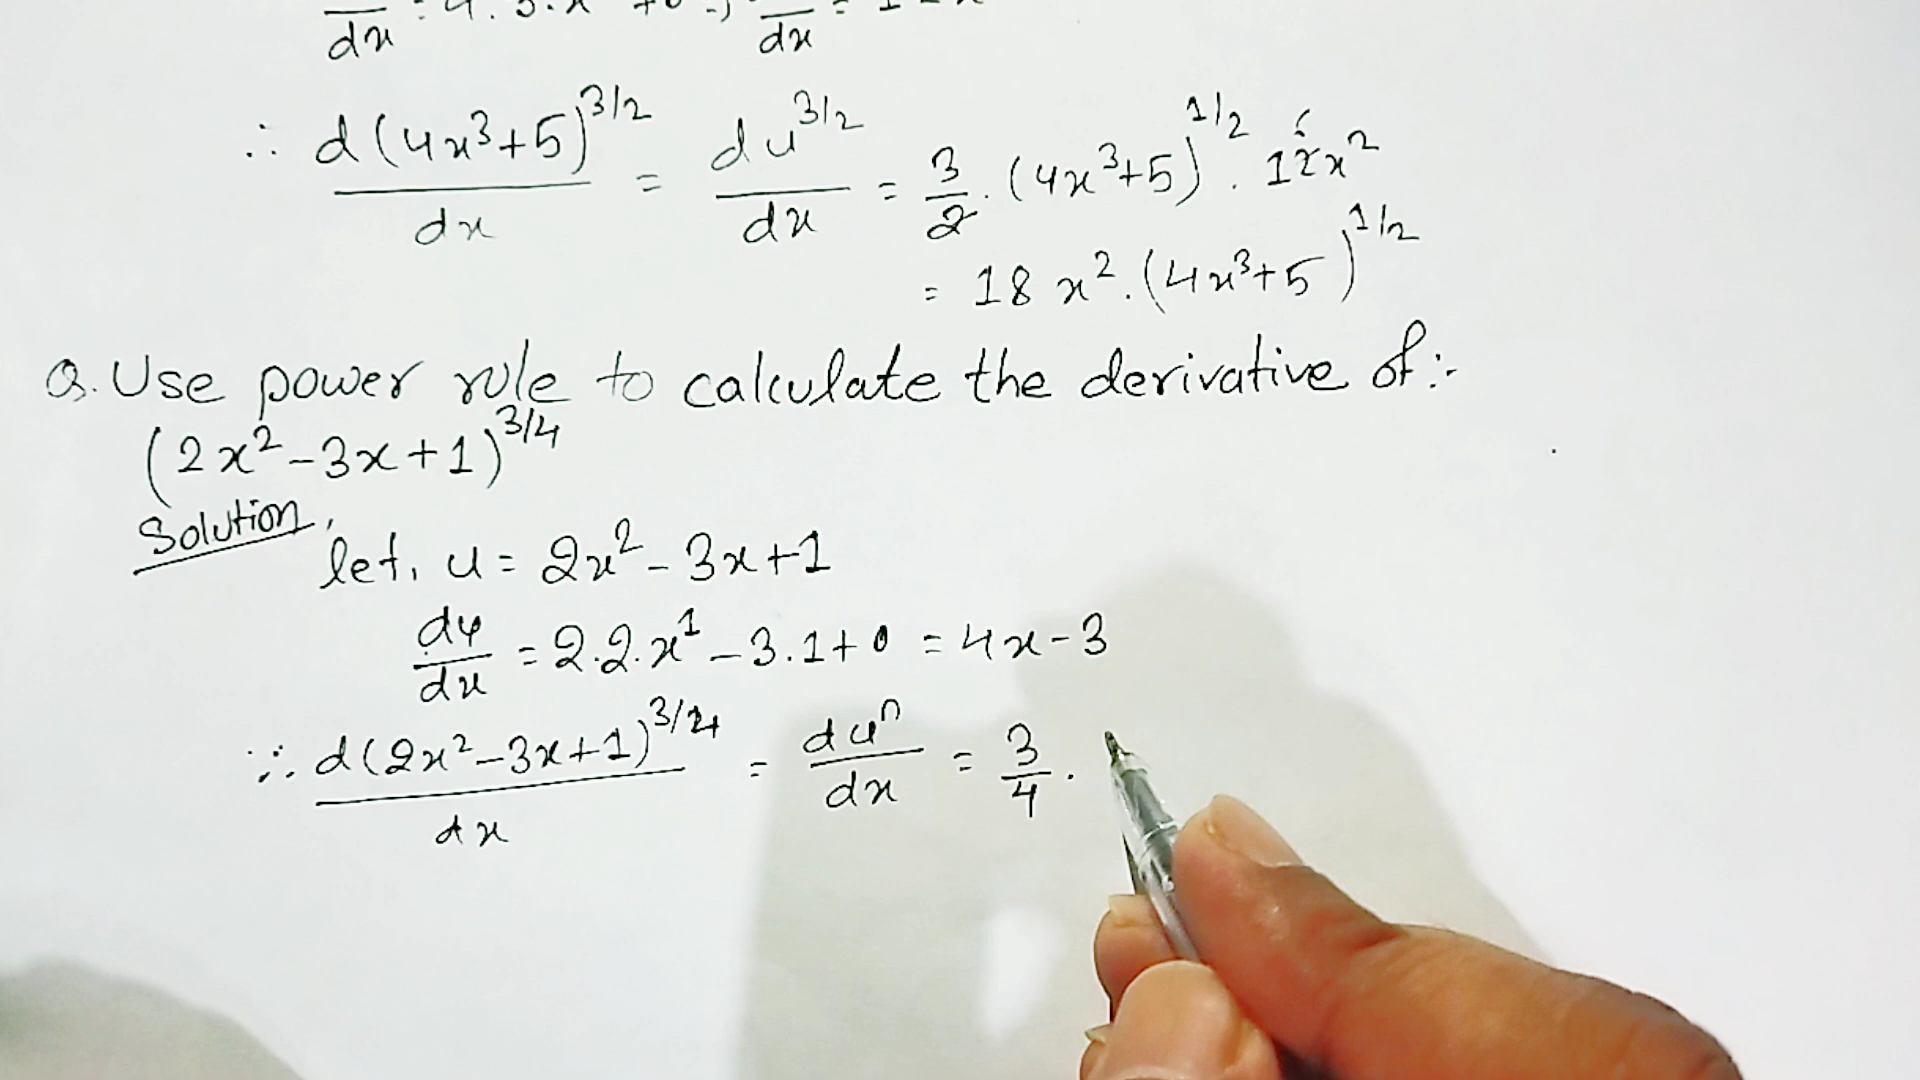 dx dx
∴ d(4x³+5)^3/2 / dx = du^3/2 / dx = 3/2 . (4x³+5)^1/2 . 12x² 6
= 18 x² . (4x³+5)^1/2
Q. Use power rule to calculate the derivative of :-
(2x²-3x+1)^3/4
Solution,
let, u = 2x² - 3x+1
du/dx = 2.2.x¹ - 3.1+0 = 4x-3
∴ d(2x²-3x+1)^3/4 / dx = duⁿ / dx = 3/4 .